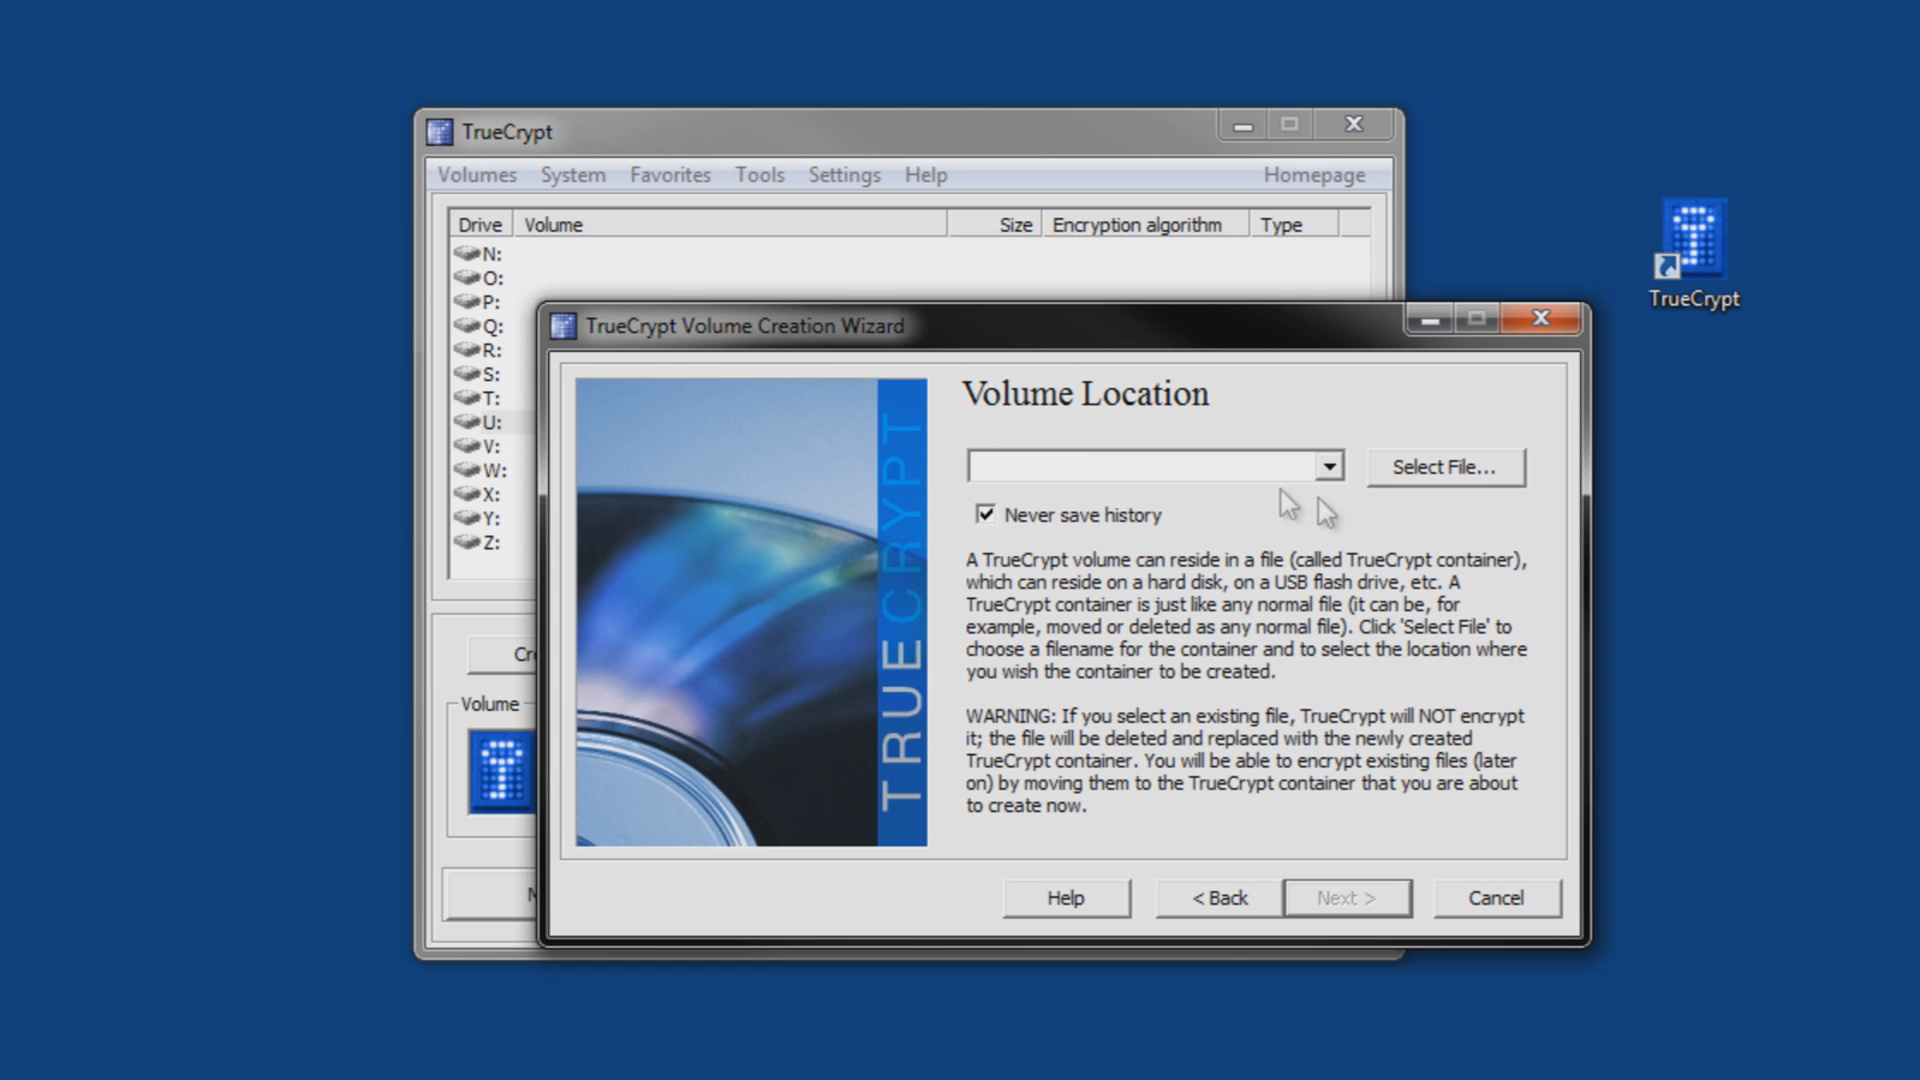 TrueCrypt
Volumes System Favorites Tools Settings Help Homepage
Drive Volume Size Encryption algorithm Type
N:
O:
P:
Q:
R:
S:
T:
U:
V:
W:
X:
Y:
Z:
Volume
TrueCrypt Volume Creation Wizard
TRUECRYPT
Volume Location
Select File...
Never save history
A TrueCrypt volume can reside in a file (called TrueCrypt container),
which can reside on a hard disk, on a USB flash drive, etc. A
TrueCrypt container is just like any normal file (it can be, for
example, moved or deleted as any normal file). Click 'Select File' to
choose a filename for the container and to select the location where
you wish the container to be created.
WARNING: If you select an existing file, TrueCrypt will NOT encrypt
it; the file will be deleted and replaced with the newly created
TrueCrypt container. You will be able to encrypt existing files (later
on) by moving them to the TrueCrypt container that you are about
to create now.
Help < Back Next > Cancel
TrueCrypt